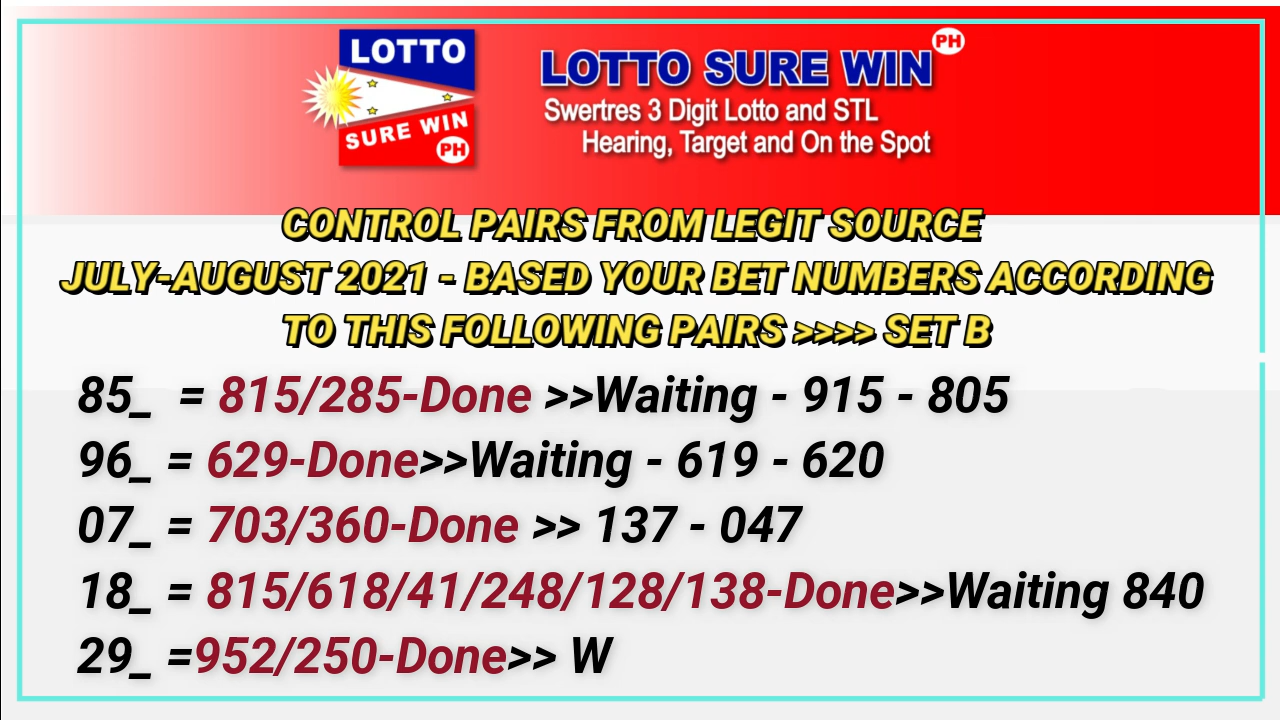 LOTTO
SURE WIN
PH
LOTTO SURE WIN PH
Swertres 3 Digit Lotto and STL
Hearing, Target and On the Spot
CONTROL PAIRS FROM LEGIT SOURCE
JULY-AUGUST 2021 - BASED YOUR BET NUMBERS ACCORDING
TO THIS FOLLOWING PAIRS >>>> SET B
85_ = 815/285-Done >>Waiting - 915 - 805
96_ = 629-Done>>Waiting - 619 - 620
07_ = 703/360-Done >> 137 - 047
18_ = 815/618/41/248/128/138-Done>>Waiting 840
29_ =952/250-Done>> W